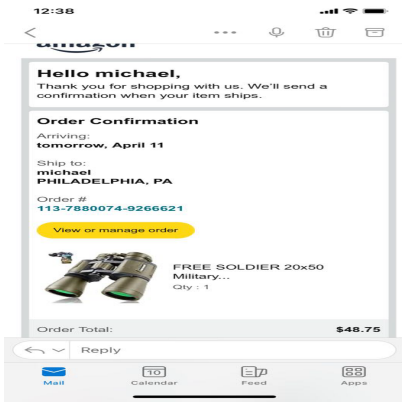 12:38
amazon
Hello michael,
Thank you for shopping with us. We'll send a
confirmation when your item ships.
Order Confirmation
Arriving:
tomorrow, April 11
Ship to:
michael
PHILADELPHIA, PA
Order #
113-7880074-9266621
View or manage order
FREE SOLDIER 20x50
Military...
Qty : 1
Order Total: $48.75
Reply
10
Mail Calendar Feed Apps